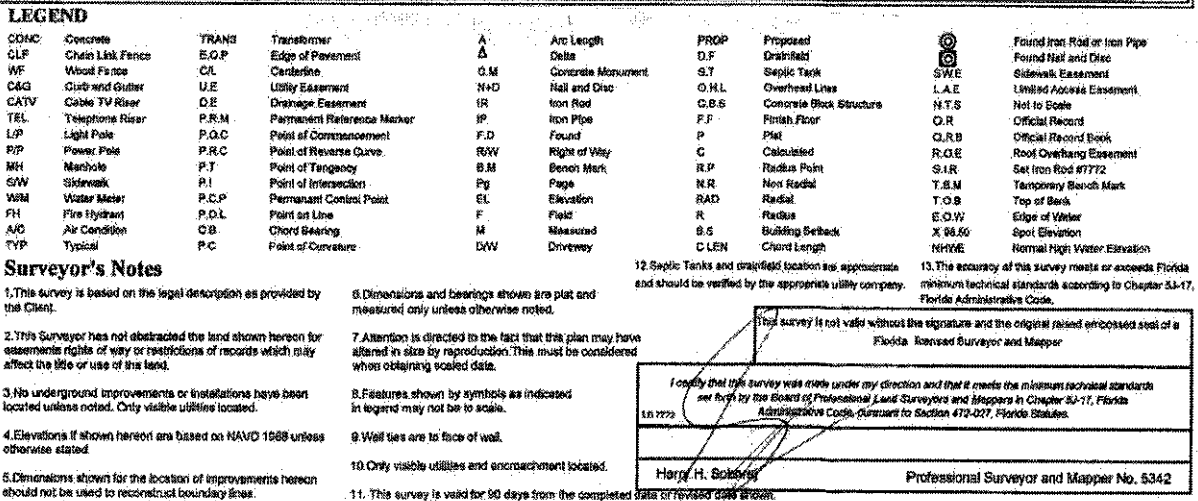 LEGEND
CONC Concrete TRANS Transformer A Arc Length PROP Proposed Found Iron Rod or Iron Pipe
CLF Chain Link Fence E.O.P Edge of Pavement Δ Delta D.F Drainfield Found Nail and Disc
WF Wood Fence C/L Centerline C.M Concrete Monument S.T Septic Tank S.W.E Sidewalk Easement
C&G Curb and Gutter U.E Utility Easement N+D Nail and Disc O.H.L Overhead Lines L.A.E Limited Access Easement
CATV Cable TV Riser D.E Drainage Easement IR Iron Rod C.B.S Concrete Block Structure N.T.S Not to Scale
TEL Telephone Riser P.R.M Permanent Reference Marker IP Iron Pipe F.F Finish Floor O.R Official Record
L/P Light Pole P.O.C Point of Commencement F.D Found P Plat O.R.B Official Record Book
P/P Power Pole P.R.C Point of Reverse Curve R/W Right of Way C Calculated R.O.E Roof Overhang Easement
MH Manhole P.T Point of Tangency B.M Bench Mark R.P Radius Point S.I.R Set Iron Rod #7772
S/W Sidewalk P.I Point of Intersection Pg Page N.R Non Radial T.B.M Temporary Bench Mark
W/M Water Meter P.C.P Permanant Control Point EL Elevation RAD Radial T.O.B Top of Bank
FH Fire Hydrant P.O.L Point on Line F Field R Radius E.O.W Edge of Water
A/C Air Condition C.B Chord Bearing M Measured B.S Building Setback X 98.50 Spot Elevation
TYP Typical P.C Point of Curvature D/W Driveway C LEN Chord Length NHWE Normal High Water Elevation
Surveyor's Notes
1.This survey is based on the legal description as provided by
the Client.
2.This Surveyor has not abstracted the land shown hereon for
easements rights of way or restrictions of records which may
affect the title or use of the land.
3.No underground improvements or installations have been
located unless noted. Only visible utilities located.
4.Elevations if shown hereon are based on NAVD 1988 unless
otherwise stated.
5.Dimensions shown for the location of improvements hereon
should not be used to reconstruct boundary lines.
6.Dimensions and bearings shown are plat and
measured only unless otherwise noted.
7.Attention is directed to the fact that this plan may have
altered in size by reproduction.This must be considered
when obtaining scaled data.
8.Features shown by symbols as indicated
in legend may not be to scale.
9.Wall ties are to face of wall.
10.Only visible utilities and encroachment located.
11. This survey is valid for 90 days from the completed date or revised date shown.
12.Septic Tanks and drainfield location are approximate
and should be verified by the appropriate utility company.
13.The accuracy of this survey meets or exceeds Florida
minimum technical standards according to Chapter 5J-17,
Florida Administrative Code.
This survey is not valid without the signature and the original raised embossed seal of a
Florida licensed Surveyor and Mapper
I certify that this survey was made under my direction and that it meets the minimum technical standards
set forth by the Board of Professional Land Surveyors and Mappers in Chapter 5J-17, Florida
Administrative Code, pursuant to Section 472-027, Florida Statutes.
LB 7772
Harry H. Professional Surveyor and Mapper No. 5342